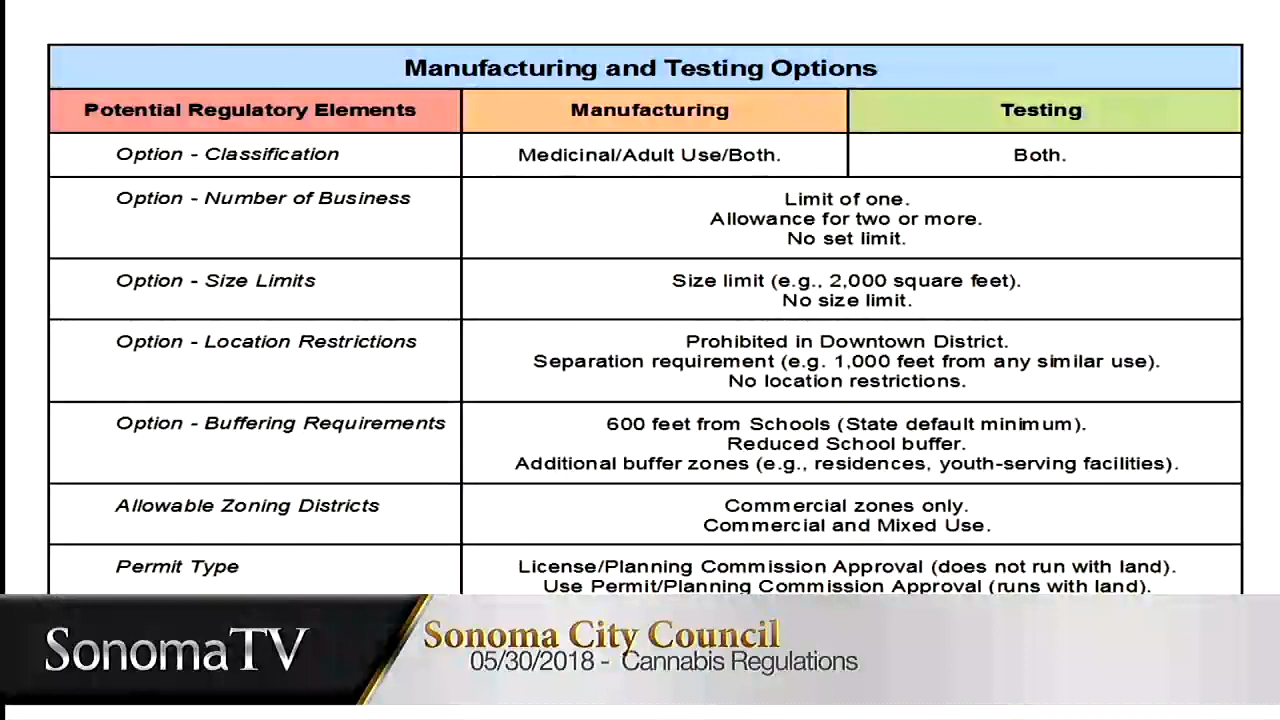 Manufacturing and Testing Options
Potential Regulatory Elements Manufacturing Testing
Option - Classification Medicinal/Adult Use/Both. Both.
Option - Number of Business Limit of one.
Allowance for two or more.
No set limit.
Option - Size Limits Size limit (e.g., 2,000 square feet).
No size limit.
Option - Location Restrictions Prohibited in Downtown District.
Separation requirement (e.g. 1,000 feet from any similar use).
No location restrictions.
Option - Buffering Requirements 600 feet from Schools (State default minimum).
Reduced School buffer.
Additional buffer zones (e.g., residences, youth-serving facilities).
Allowable Zoning Districts Commercial zones only.
Commercial and Mixed Use.
Permit Type License/Planning Commission Approval (does not run with land).
Use Permit/Planning Commission Approval (runs with land).
SonomaTV
Sonoma City Council
05/30/2018 - Cannabis Regulations